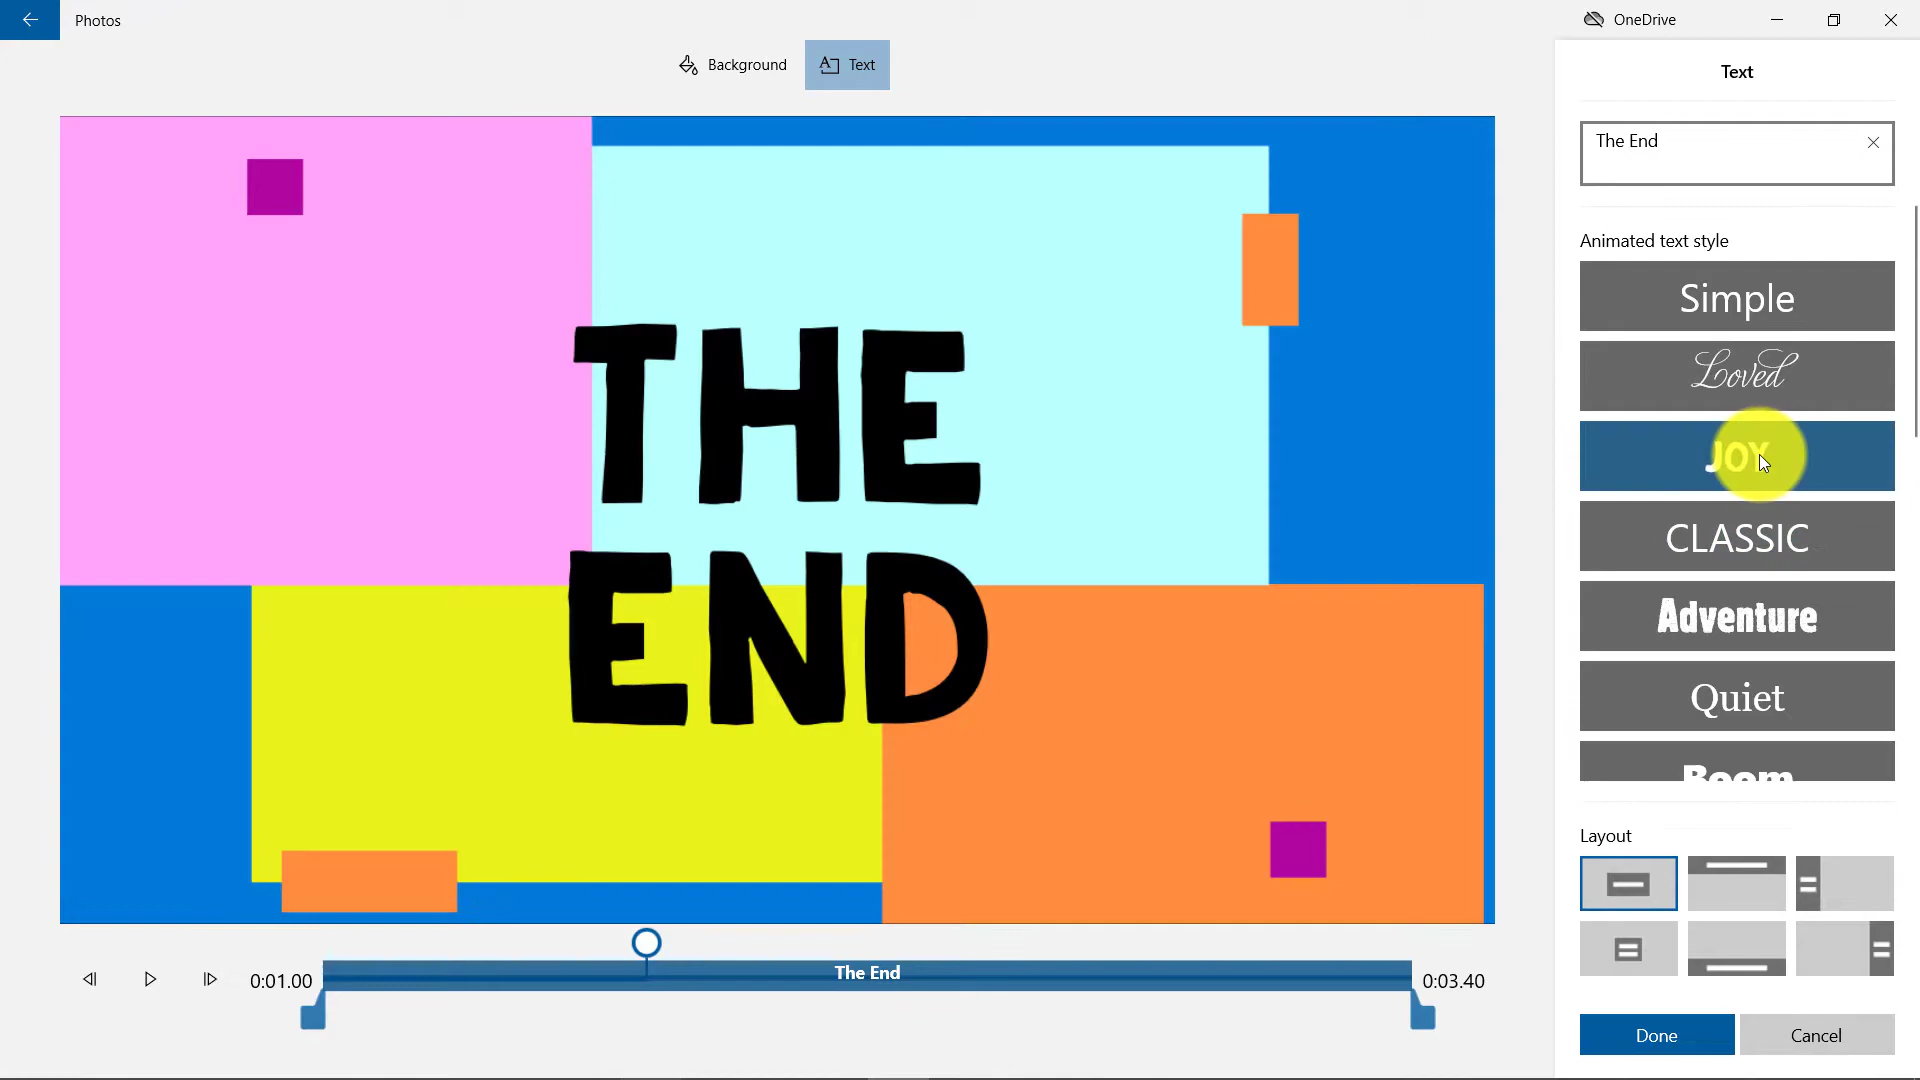 Photos
OneDrive
Background
Text
Text
The End
Animated text style
Simple
Loved
JOY
CLASSIC
Adventure
Quiet
Boom
Layout
THE
END
0:01.00
The End
0:03.40
Done
Cancel